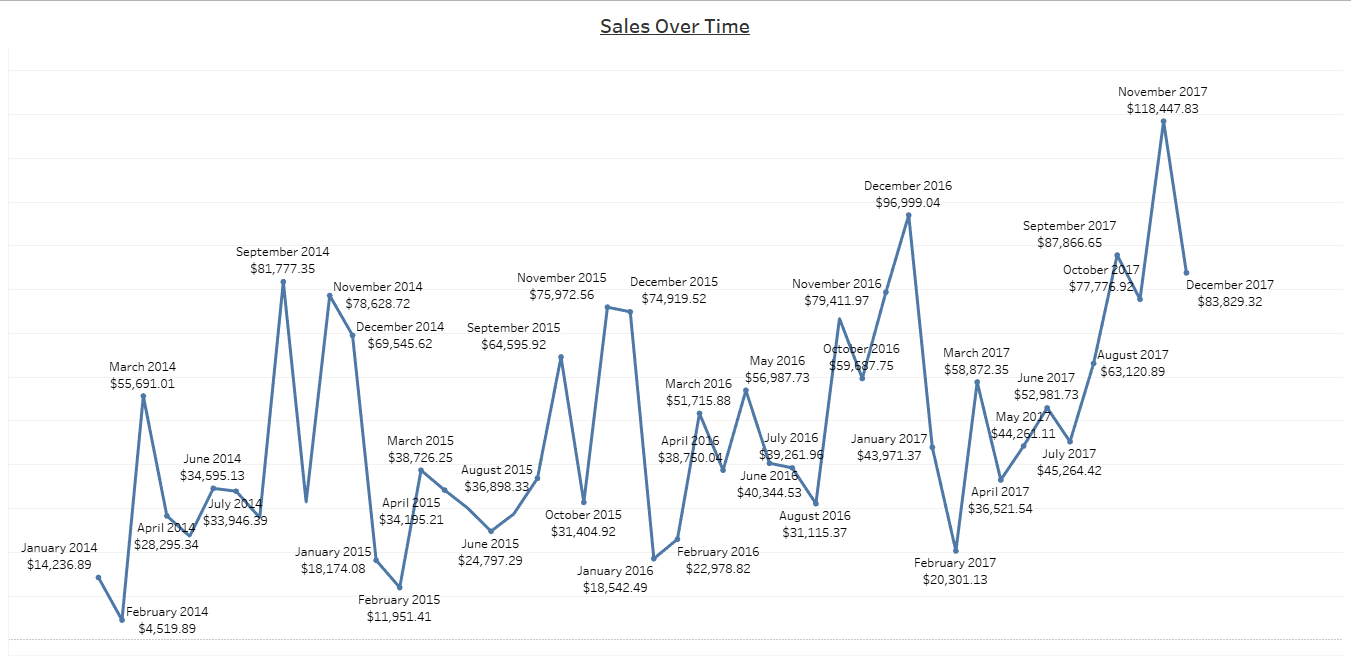 Sales Over Time
January 2014
$14,236.89
February 2014
$4,519.89
March 2014
$55,691.01
April 2014
$28,295.34
June 2014
$34,595.13
July 2014
$33,946.39
September 2014
$81,777.35
November 2014
$78,628.72
December 2014
$69,545.62
January 2015
$18,174.08
February 2015
$11,951.41
March 2015
$38,726.25
April 2015
$34,195.21
June 2015
$24,797.29
August 2015
$36,898.33
September 2015
$64,595.92
October 2015
$31,404.92
November 2015
$75,972.56
December 2015
$74,919.52
January 2016
$18,542.49
February 2016
$22,978.82
March 2016
$51,715.88
April 2016
$38,750.04
May 2016
$56,987.73
June 2016
$40,344.53
July 2016
$39,261.96
August 2016
$31,115.37
October 2016
$59,687.75
November 2016
$79,411.97
December 2016
$96,999.04
January 2017
$43,971.37
February 2017
$20,301.13
March 2017
$58,872.35
April 2017
$36,521.54
May 2017
$44,261.11
June 2017
$52,981.73
July 2017
$45,264.42
August 2017
$63,120.89
September 2017
$87,866.65
October 2017
$77,776.92
November 2017
$118,447.83
December 2017
$83,829.32